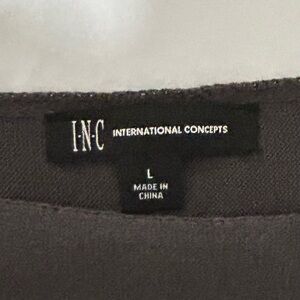 I·N·C INTERNATIONAL CONCEPTS
L
MADE IN
CHINA